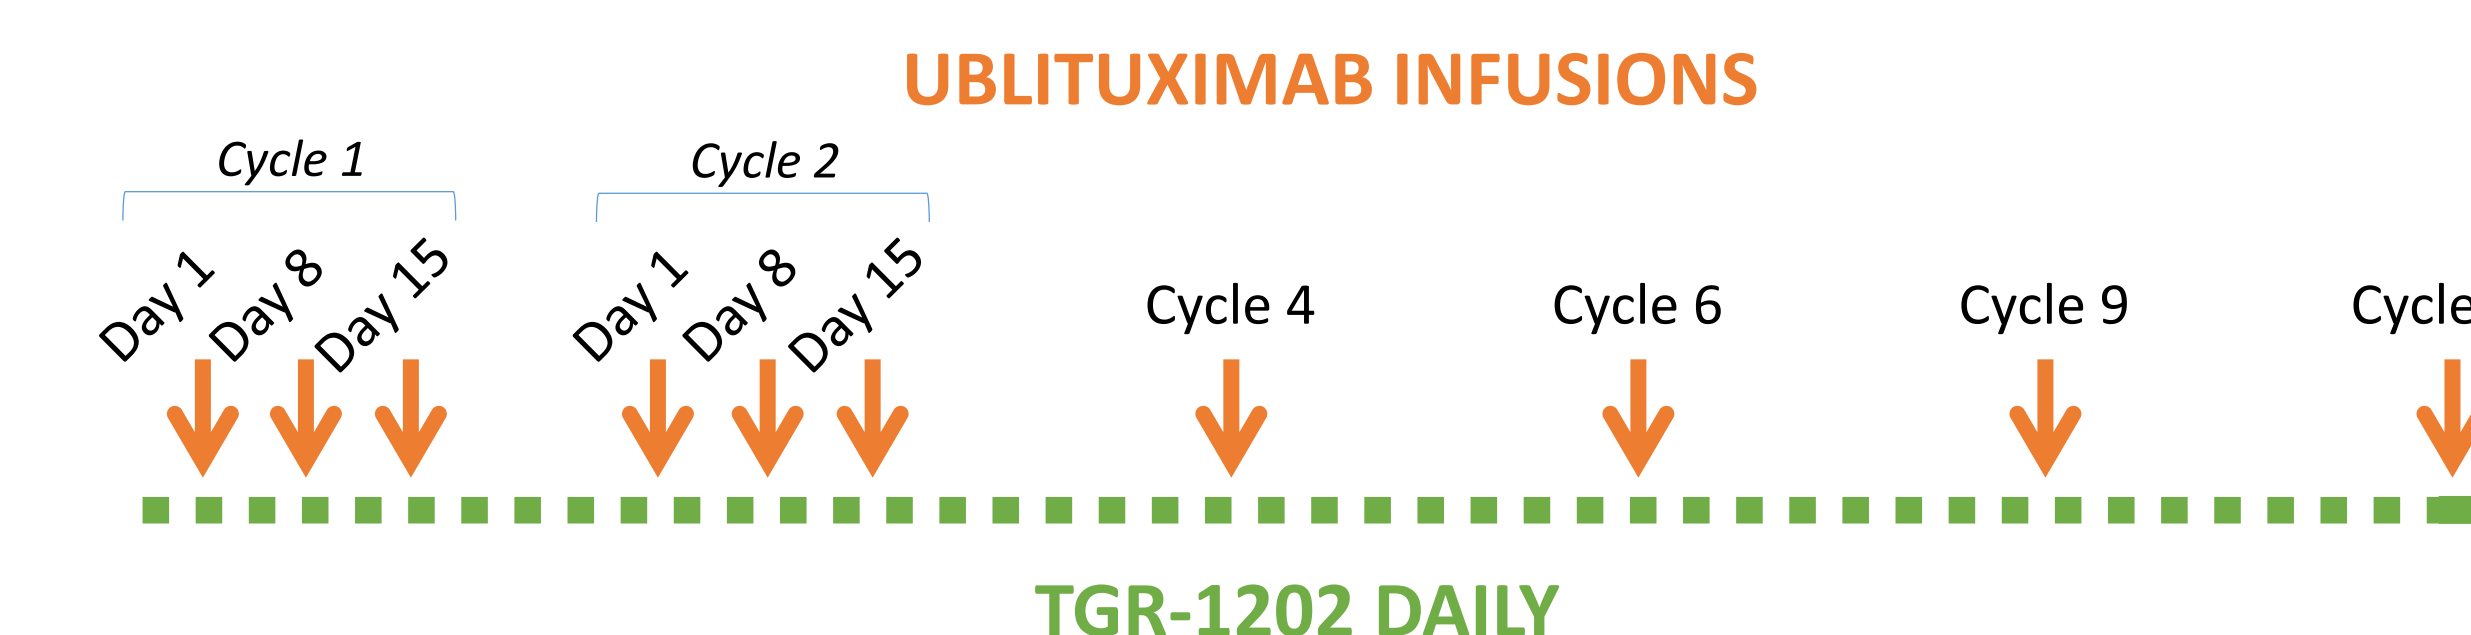 UBLITUXIMAB INFUSIONS
Cycle 1
Cycle 2
Day 1
Day 8
Day 15
Day 1
Day 8
Day 15
Cycle 4
Cycle 6
Cycle 9
Cycle
TGR-1202 DAILY